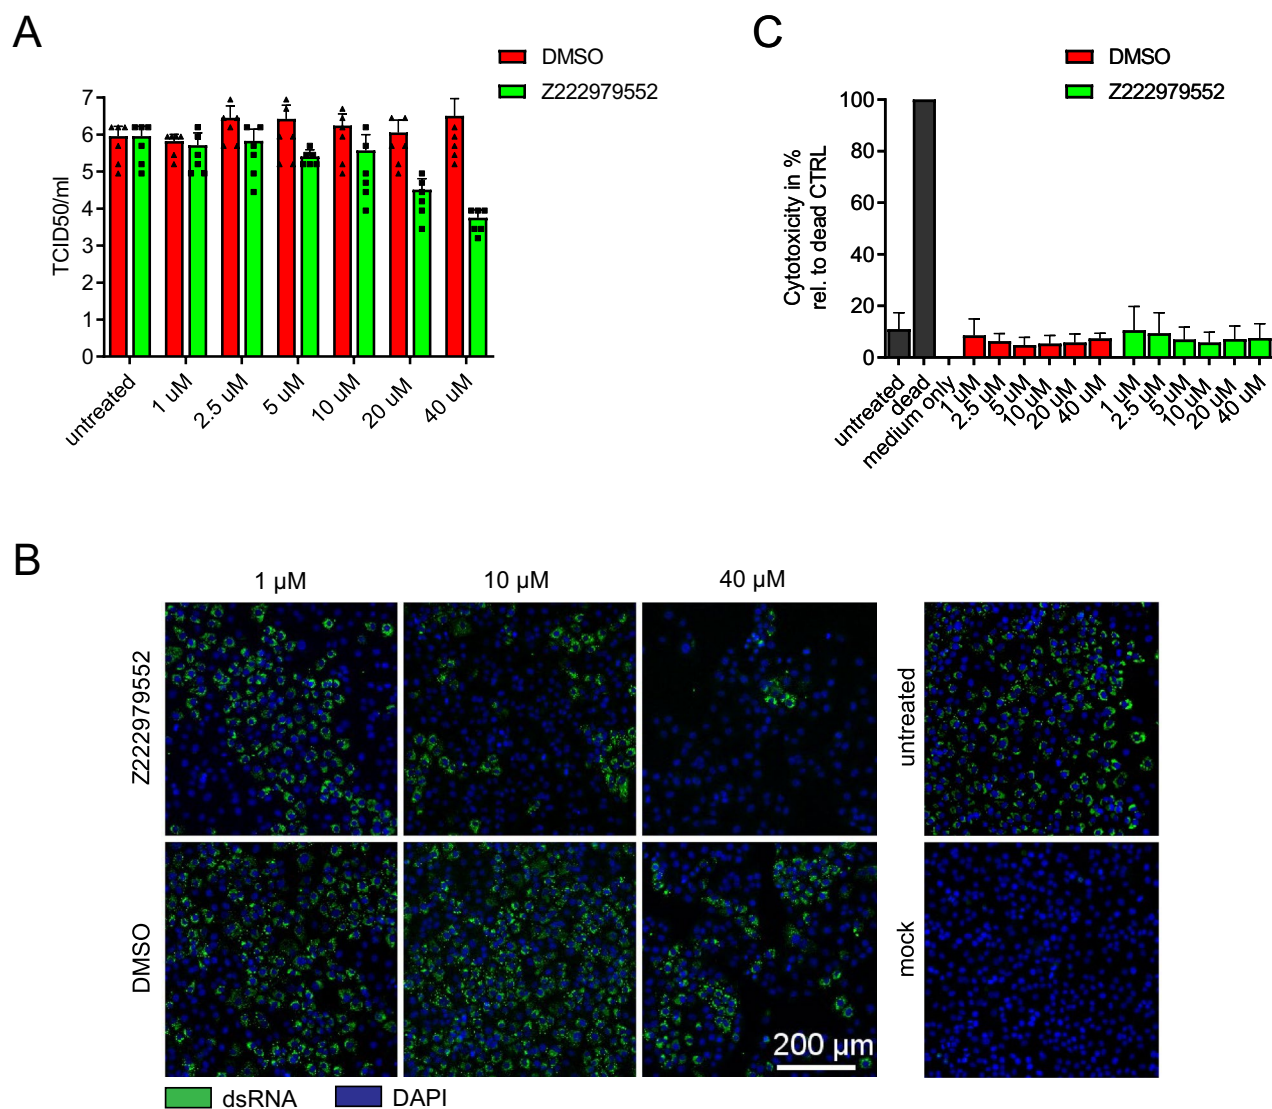 A
DMSO
Z222979552
TCID50/ml
7
6
5
4
3
2
1
0
untreated
1 uM
2.5 uM
5 uM
10 uM
20 uM
40 uM
C
DMSO
Z222979552
Cytotoxicity in %
rel. to dead CTRL
100
80
60
40
20
0
untreated
dead
medium only
1 uM
2.5 uM
5 uM
10 uM
20 uM
40 uM
1 uM
2.5 uM
5 uM
10 uM
20 uM
40 uM
B
1 µM
10 µM
40 µM
Z222979552
untreated
DMSO
mock
200 µm
dsRNA
DAPI